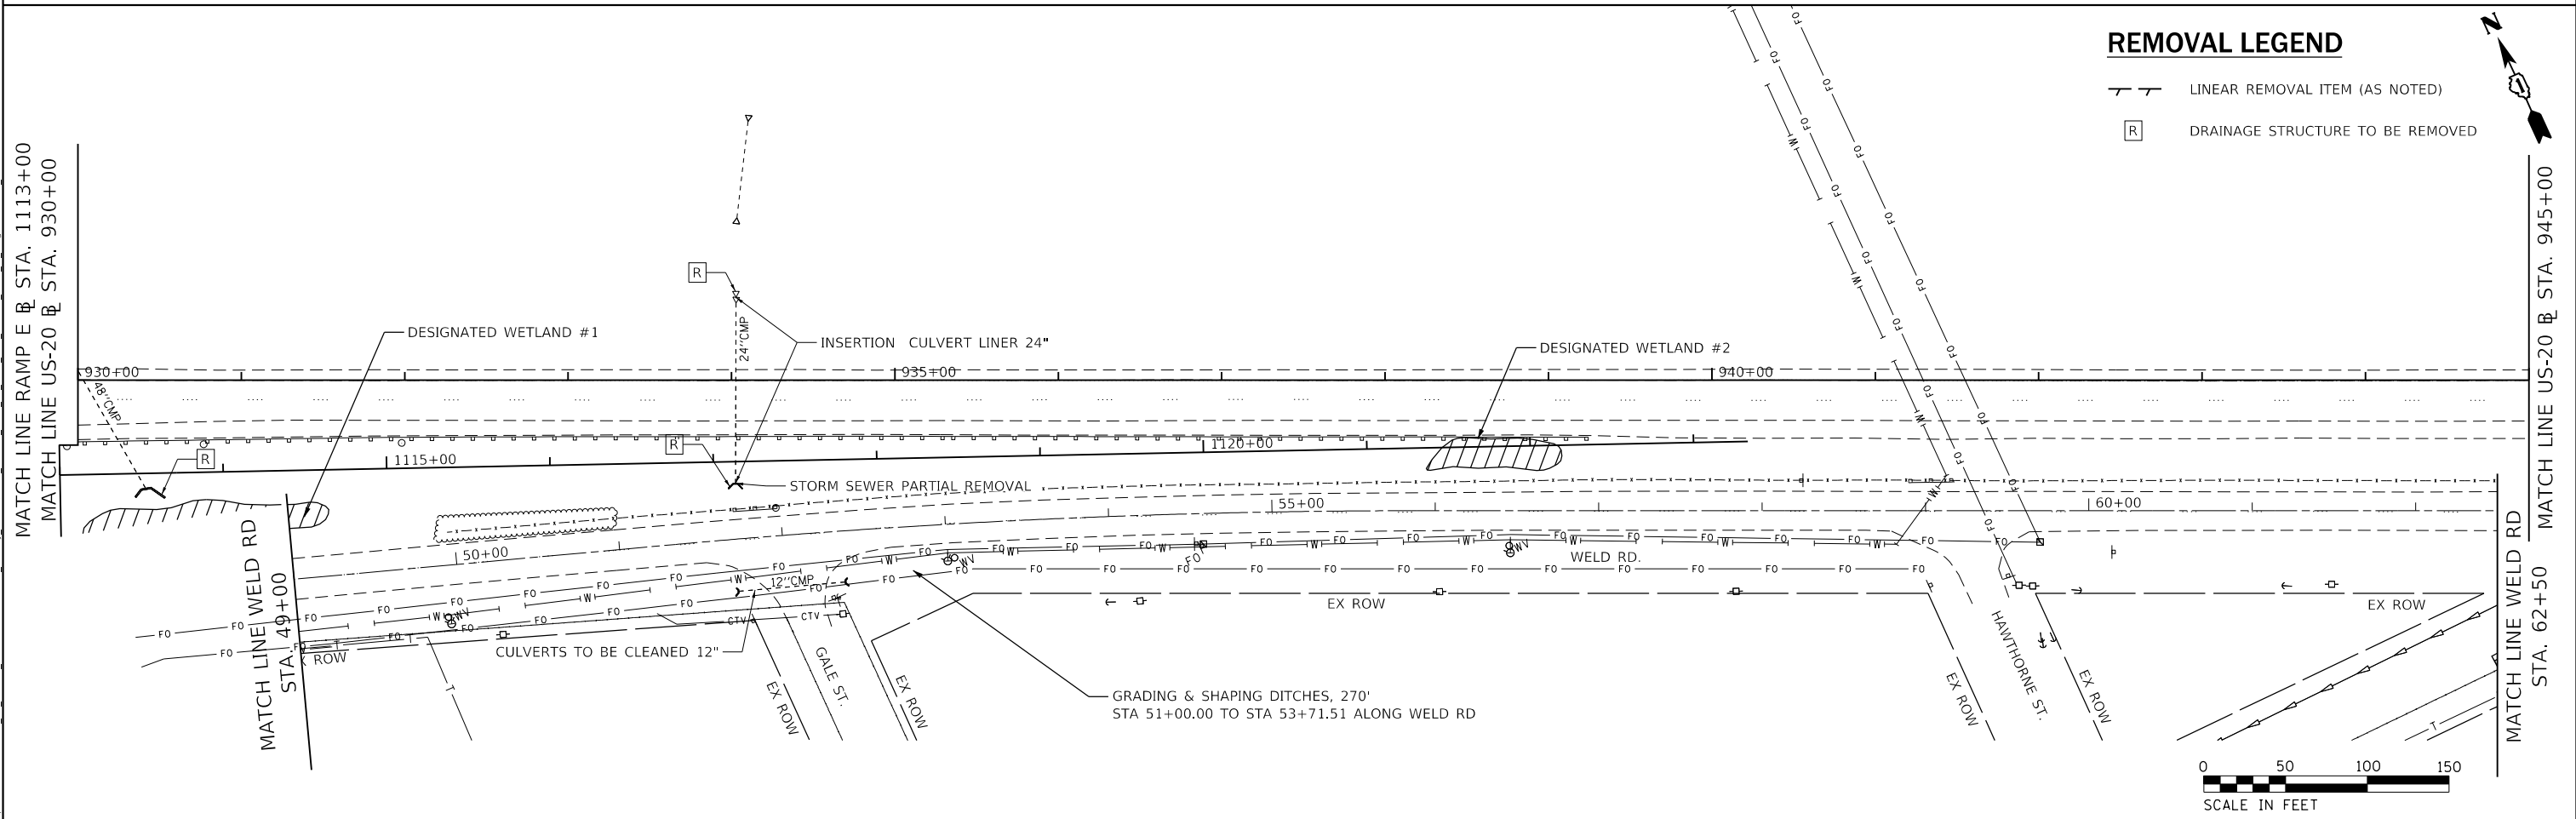 REMOVAL LEGEND
LINEAR REMOVAL ITEM (AS NOTED)
R DRAINAGE STRUCTURE TO BE REMOVED
N
MATCH LINE RAMP E BL STA. 1113+00
MATCH LINE US-20 BL STA. 930+00
DESIGNATED WETLAND #1
R
24"CMP
INSERTION CULVERT LINER 24"
DESIGNATED WETLAND #2
930+00
935+00
940+00
48"CMP
R
R
1115+00
1120+00
STORM SEWER PARTIAL REMOVAL
50+00
55+00
60+00
12"CMP
WELD RD.
EX ROW
EX ROW
ROW
CTV
CTV
CULVERTS TO BE CLEANED 12"
EX ROW
GALE ST.
EX ROW
GRADING & SHAPING DITCHES, 270'
STA 51+00.00 TO STA 53+71.51 ALONG WELD RD
EX ROW
HAWTHORNE ST.
EX ROW
MATCH LINE WELD RD
STA. 49+00
MATCH LINE US-20 BL STA. 945+00
MATCH LINE WELD RD
STA. 62+50
0 50 100 150
SCALE IN FEET